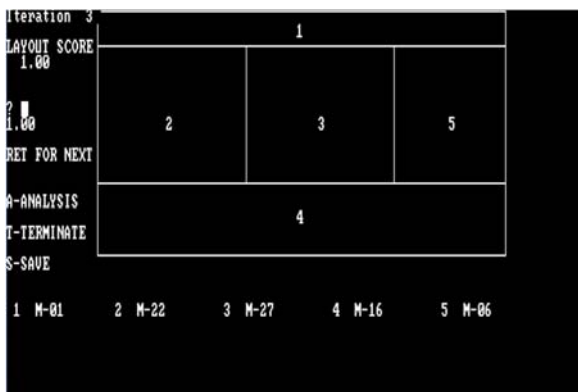 Iteration 3
1
LAYOUT SCORE
1.00
?
1.00
2 3 5
RET FOR NEXT
A-ANALYSIS
4
T-TERMINATE
S-SAVE
1 M-01 2 M-22 3 M-27 4 M-16 5 M-06